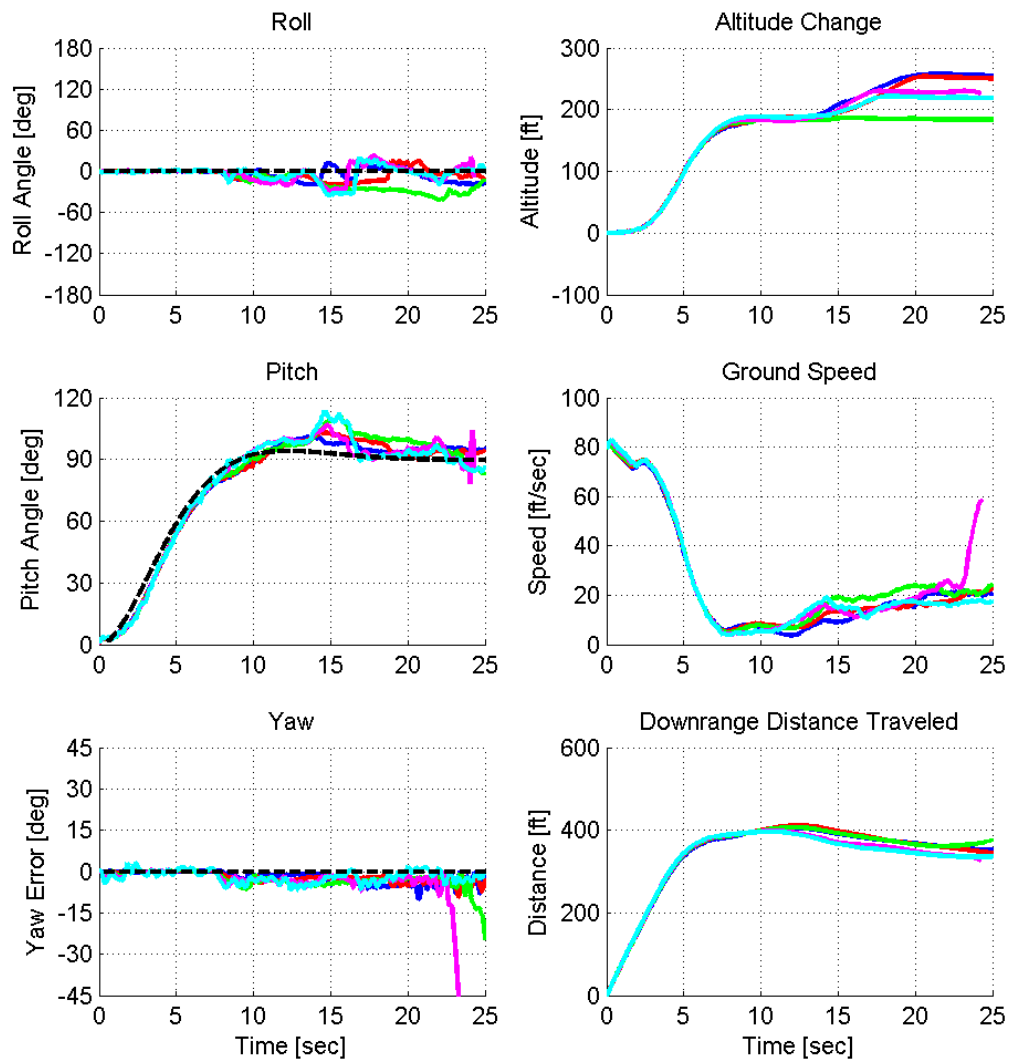 Roll
Roll Angle [deg]
180
120
60
0
-60
-120
-180
0 5 10 15 20 25
Altitude Change
Altitude [ft]
300
200
100
0
-100
0 5 10 15 20 25
Pitch
Pitch Angle [deg]
120
90
60
30
0
0 5 10 15 20 25
Ground Speed
Speed [ft/sec]
100
80
60
40
20
0
0 5 10 15 20 25
Yaw
Yaw Error [deg]
45
30
15
0
-15
-30
-45
0 5 10 15 20 25
Time [sec]
Downrange Distance Traveled
Distance [ft]
600
400
200
0
0 5 10 15 20 25
Time [sec]